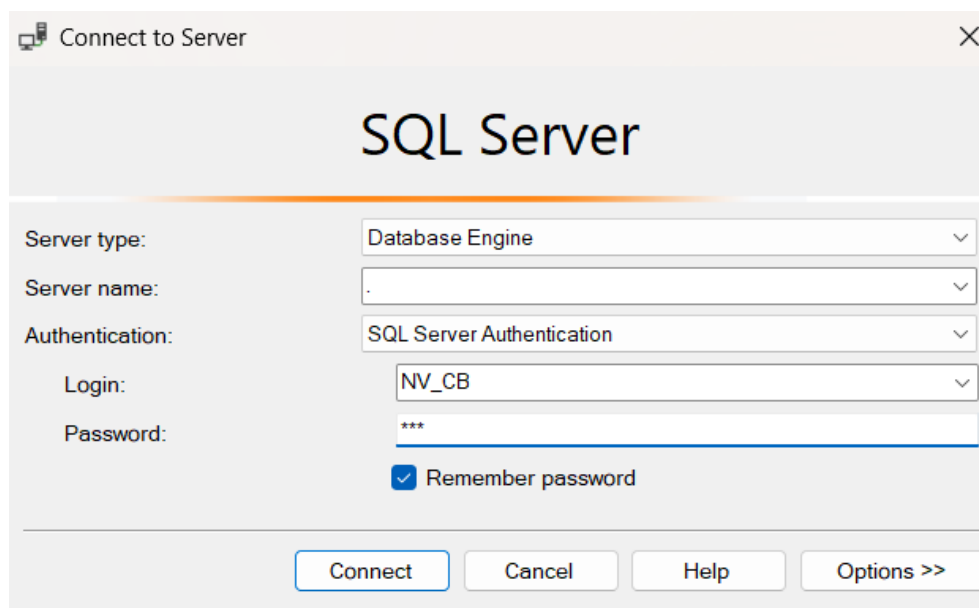 Connect to Server
SQL Server
Server type: Database Engine
Server name: .
Authentication: SQL Server Authentication
Login: NV_CB
Password: ***
Remember password
Connect Cancel Help Options >>